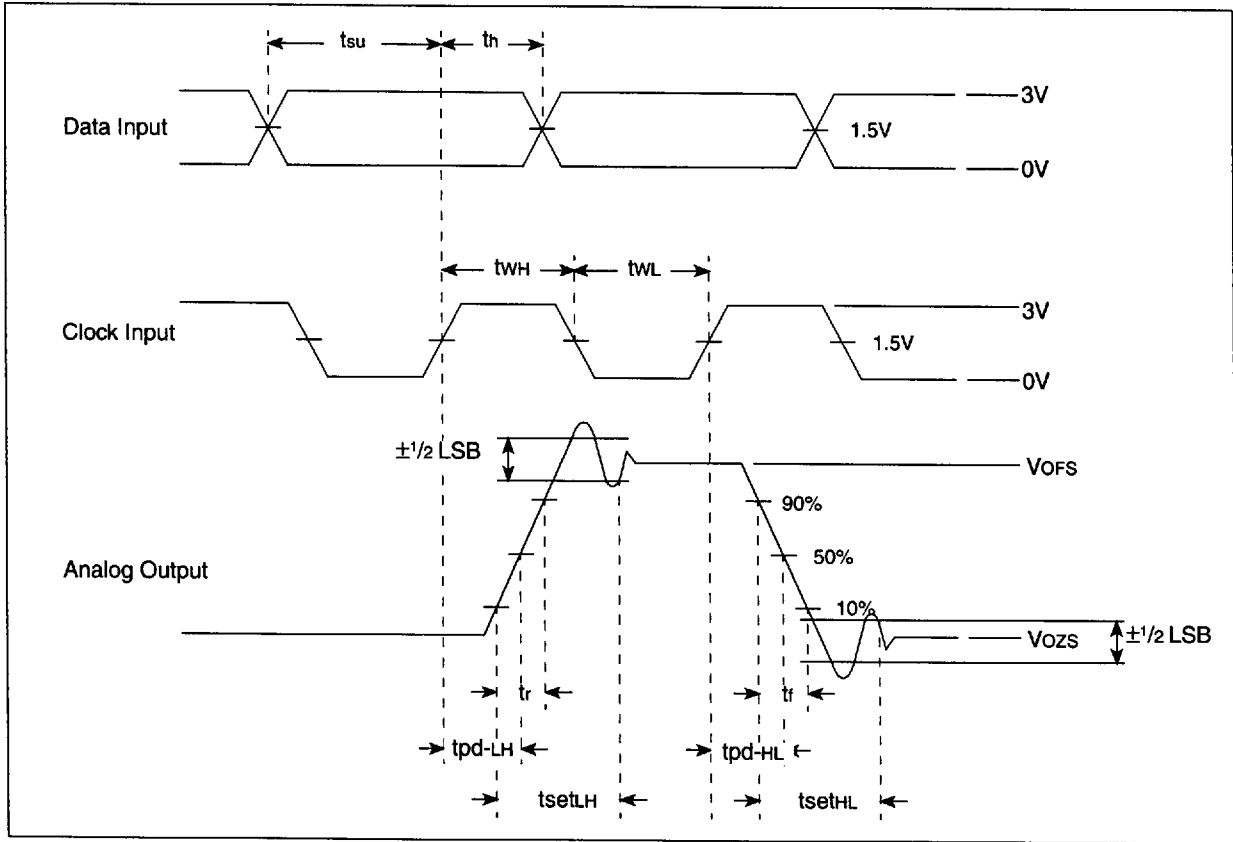 tsu
th
Data Input
3V
1.5V
0V
tWH
tWL
Clock Input
3V
1.5V
0V
±1/2 LSB
VOFS
90%
50%
Analog Output
10%
VOZS
±1/2 LSB
tr
tf
tpd-LH
tpd-HL
tsetLH
tsetHL